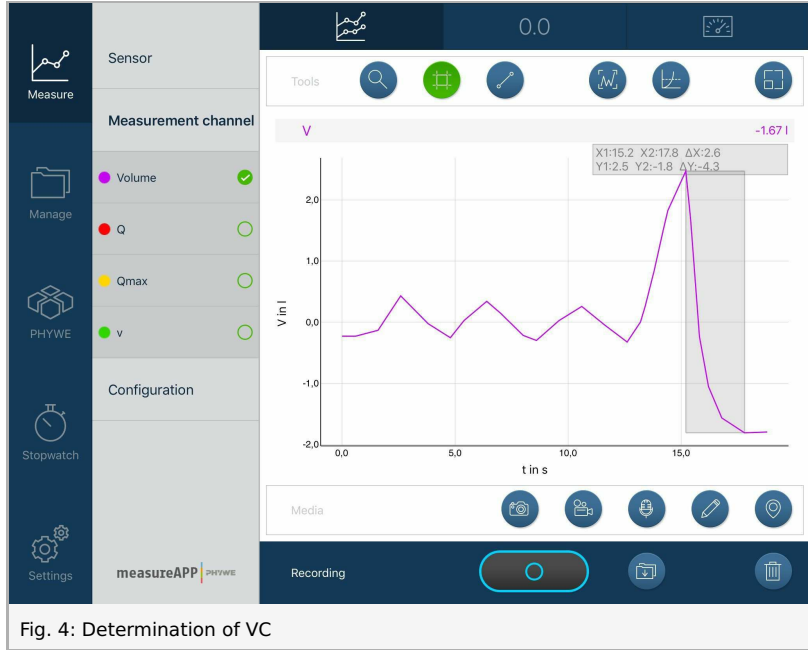 Measure
Manage
PHYWE
Stopwatch
Settings
Sensor
Measurement channel
Volume
Q
Qmax
v
Configuration
measureAPP PHYWE
0.0
Tools
V
-1.67 l
X1:15.2 X2:17.8 ΔX:2.6
Y1:2.5 Y2:-1.8 ΔY:-4.3
V in l
2,0
1,0
0,0
-1,0
-2,0
0,0 5,0 10,0 15,0
t in s
Media
Recording
Fig. 4: Determination of VC